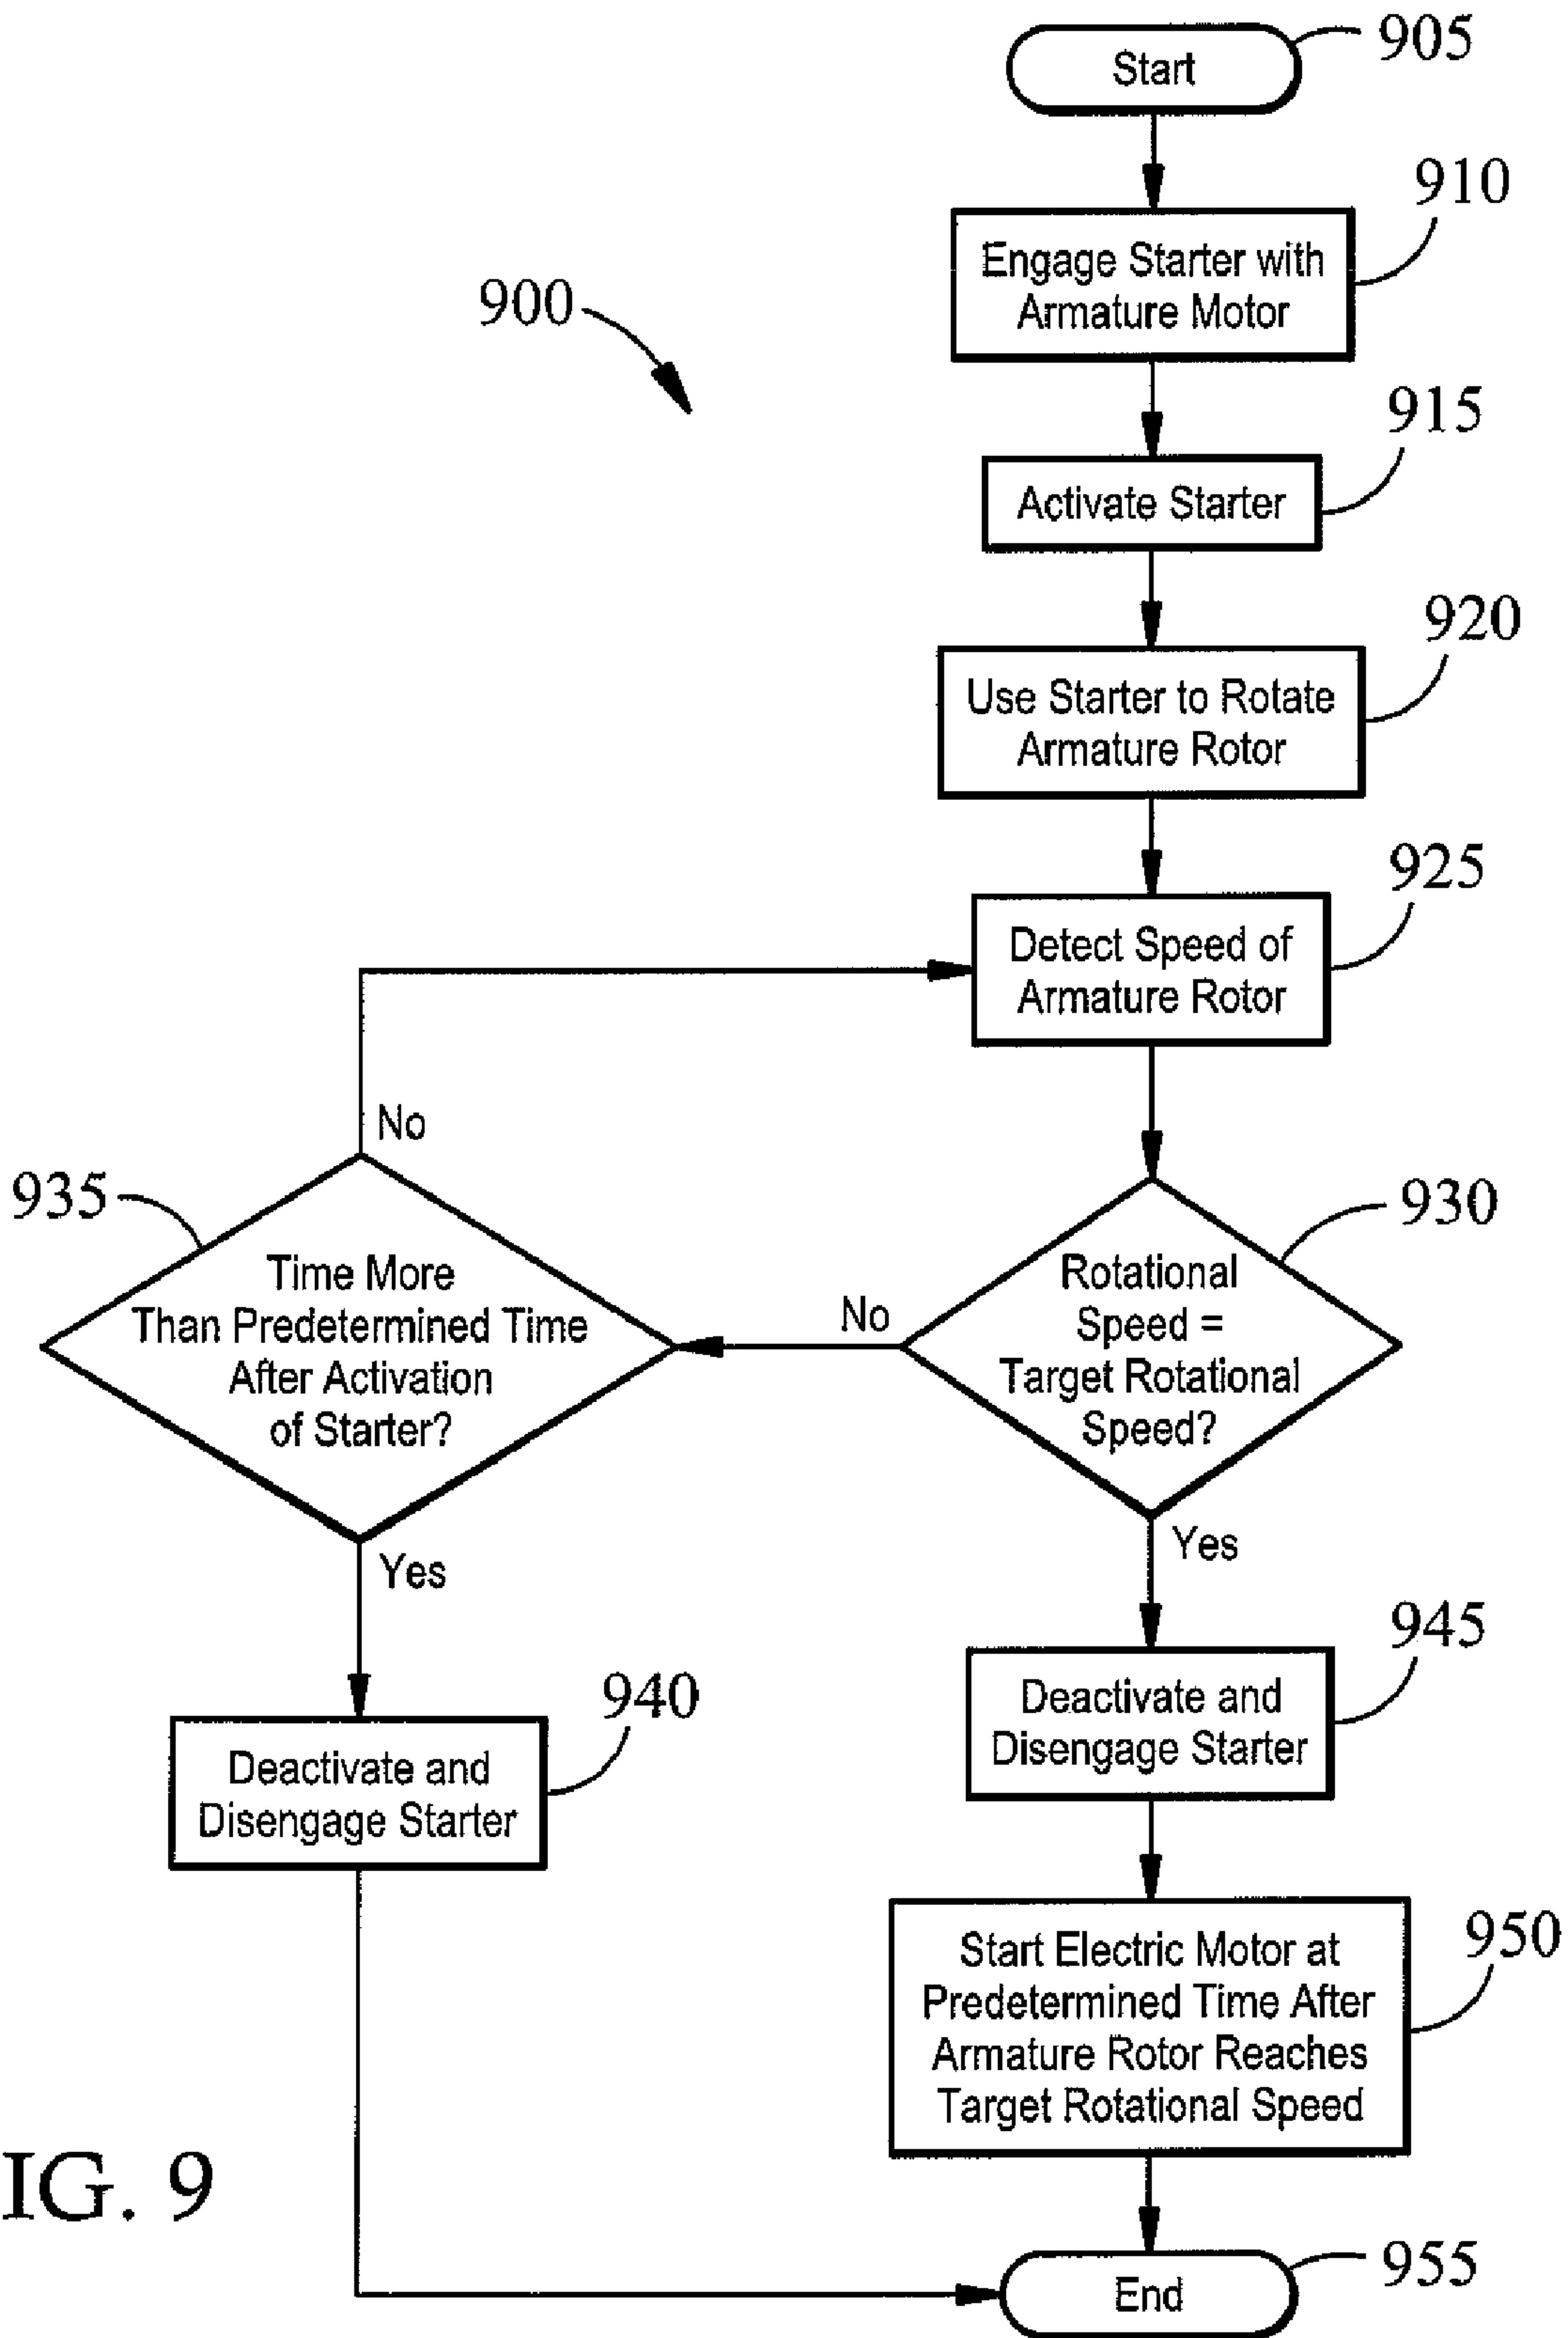 905
Start
910
Engage Starter with
Armature Motor
900
915
Activate Starter
920
Use Starter to Rotate
Armature Rotor
925
Detect Speed of
Armature Rotor
No
935
Time More
Than Predetermined Time
After Activation
of Starter?
No
930
Rotational
Speed =
Target Rotational
Speed?
Yes
Yes
940
Deactivate and
Disengage Starter
945
Deactivate and
Disengage Starter
950
Start Electric Motor at
Predetermined Time After
Armature Rotor Reaches
Target Rotational Speed
IG. 9
955
End